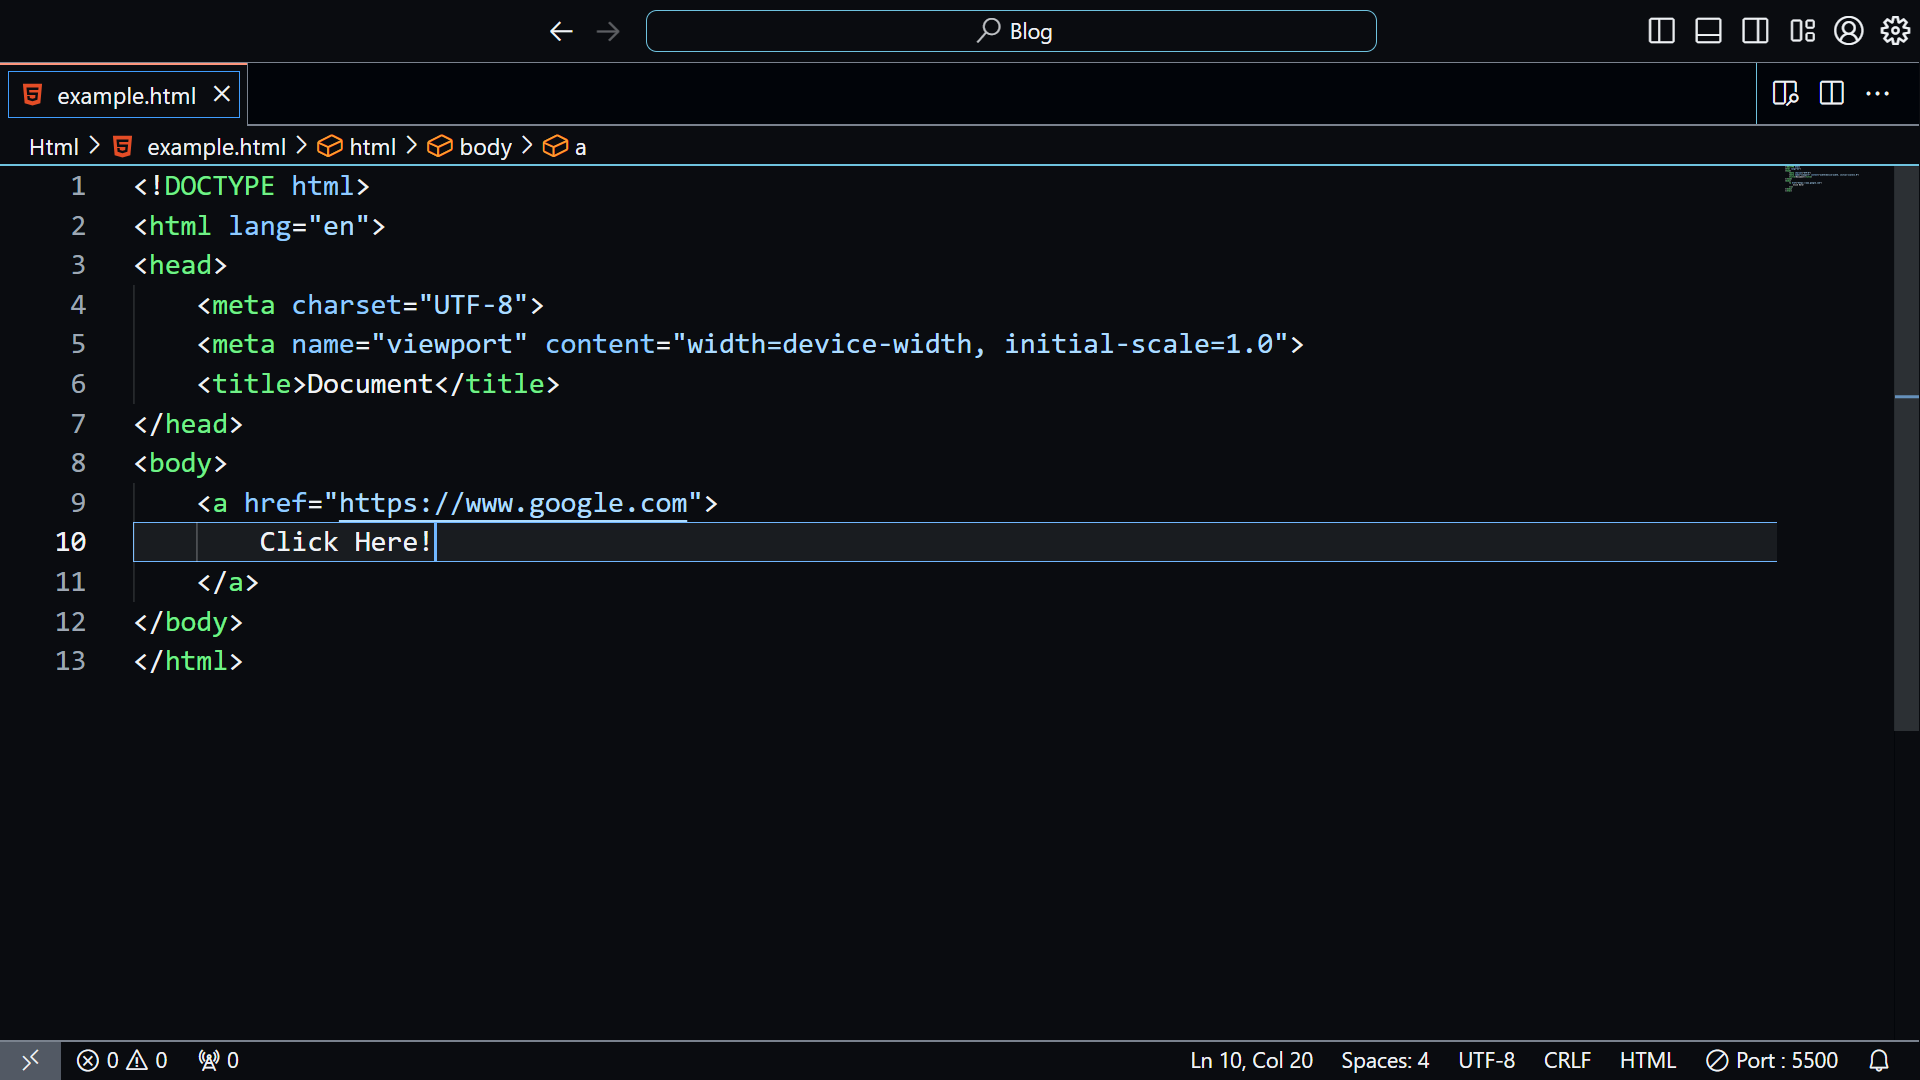 Blog
example.html
Html > example.html > html > body > a
1 <!DOCTYPE html>
2 <html lang="en">
3 <head>
4     <meta charset="UTF-8">
5     <meta name="viewport" content="width=device-width, initial-scale=1.0">
6     <title>Document</title>
7 </head>
8 <body>
9     <a href="https://www.google.com">
10         Click Here!
11     </a>
12 </body>
13 </html>
0 0 0 Ln 10, Col 20 Spaces: 4 UTF-8 CRLF HTML Port : 5500